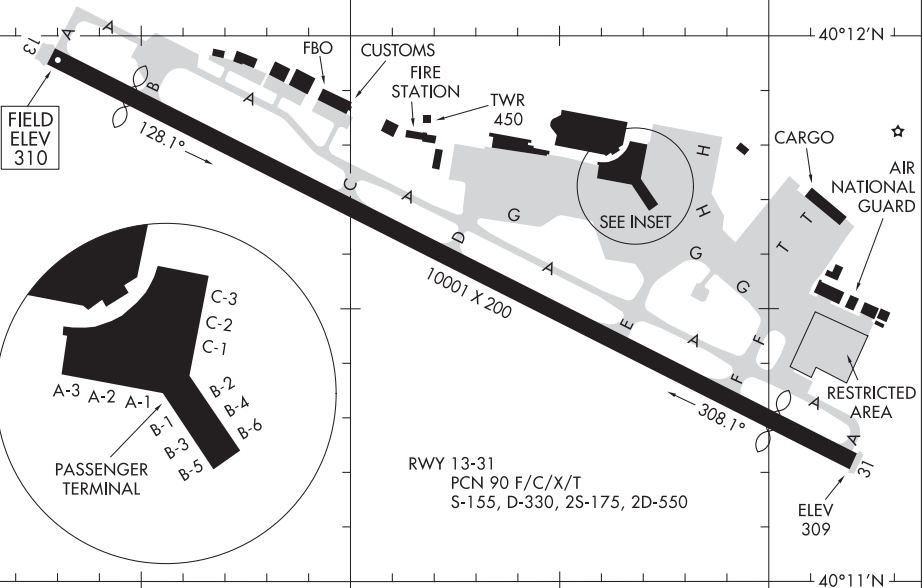 40°12'N
13
A
A
FBO
CUSTOMS
FIRE
STATION
TWR
450
B
A
FIELD
ELEV
310
128.1°
CARGO
AIR
NATIONAL
GUARD
H
H
C
A
G
SEE INSET
T
T
D
G
G
A
10001 X 200
E
A
F
F
RESTRICTED
AREA
308.1°
A
A
31
C-3
C-2
C-1
A-3
A-2
A-1
B-2
B-4
B-6
B-1
B-3
B-5
PASSENGER
TERMINAL
RWY 13-31
PCN 90 F/C/X/T
S-155, D-330, 2S-175, 2D-550
ELEV
309
40°11'N